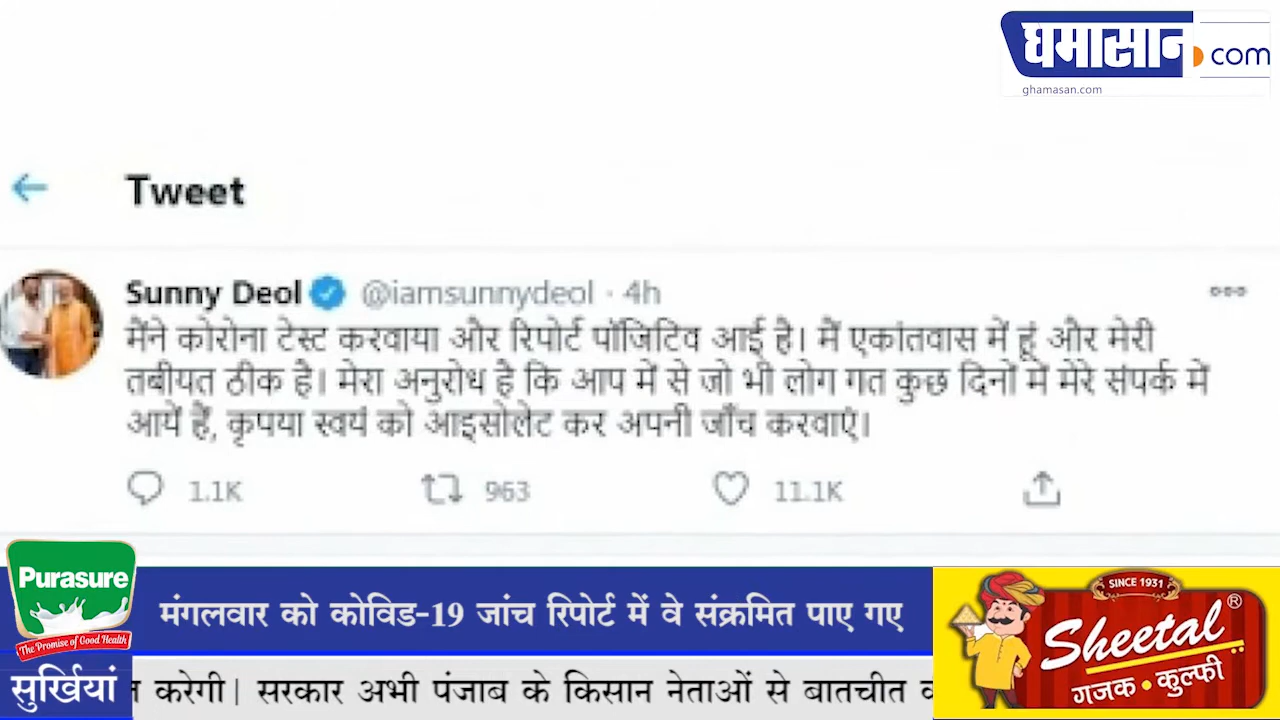 घमासान.com
ghamasan.com
Tweet
Sunny Deol @iamsunnydeol · 4h
मैंने कोरोना टेस्ट करवाया और रिपोर्ट पॉजिटिव आई है। मैं एकांतवास में हूं और मेरी
तबीयत ठीक है। मेरा अनुरोध है कि आप में से जो भी लोग गत कुछ दिनों में मेरे संपर्क में
आयें हैं, कृपया स्वयं को आइसोलेट कर अपनी जाँच करवाएं।
1.1K 963 11.1K
Purasure
The Promise of Good Health
मंगलवार को कोविड-19 जांच रिपोर्ट में वे संक्रमित पाए गए
SINCE 1931
Sheetal®
गजक • कुल्फी
सुर्खियां
करेगी| सरकार अभी पंजाब के किसान नेताओं से बातचीत